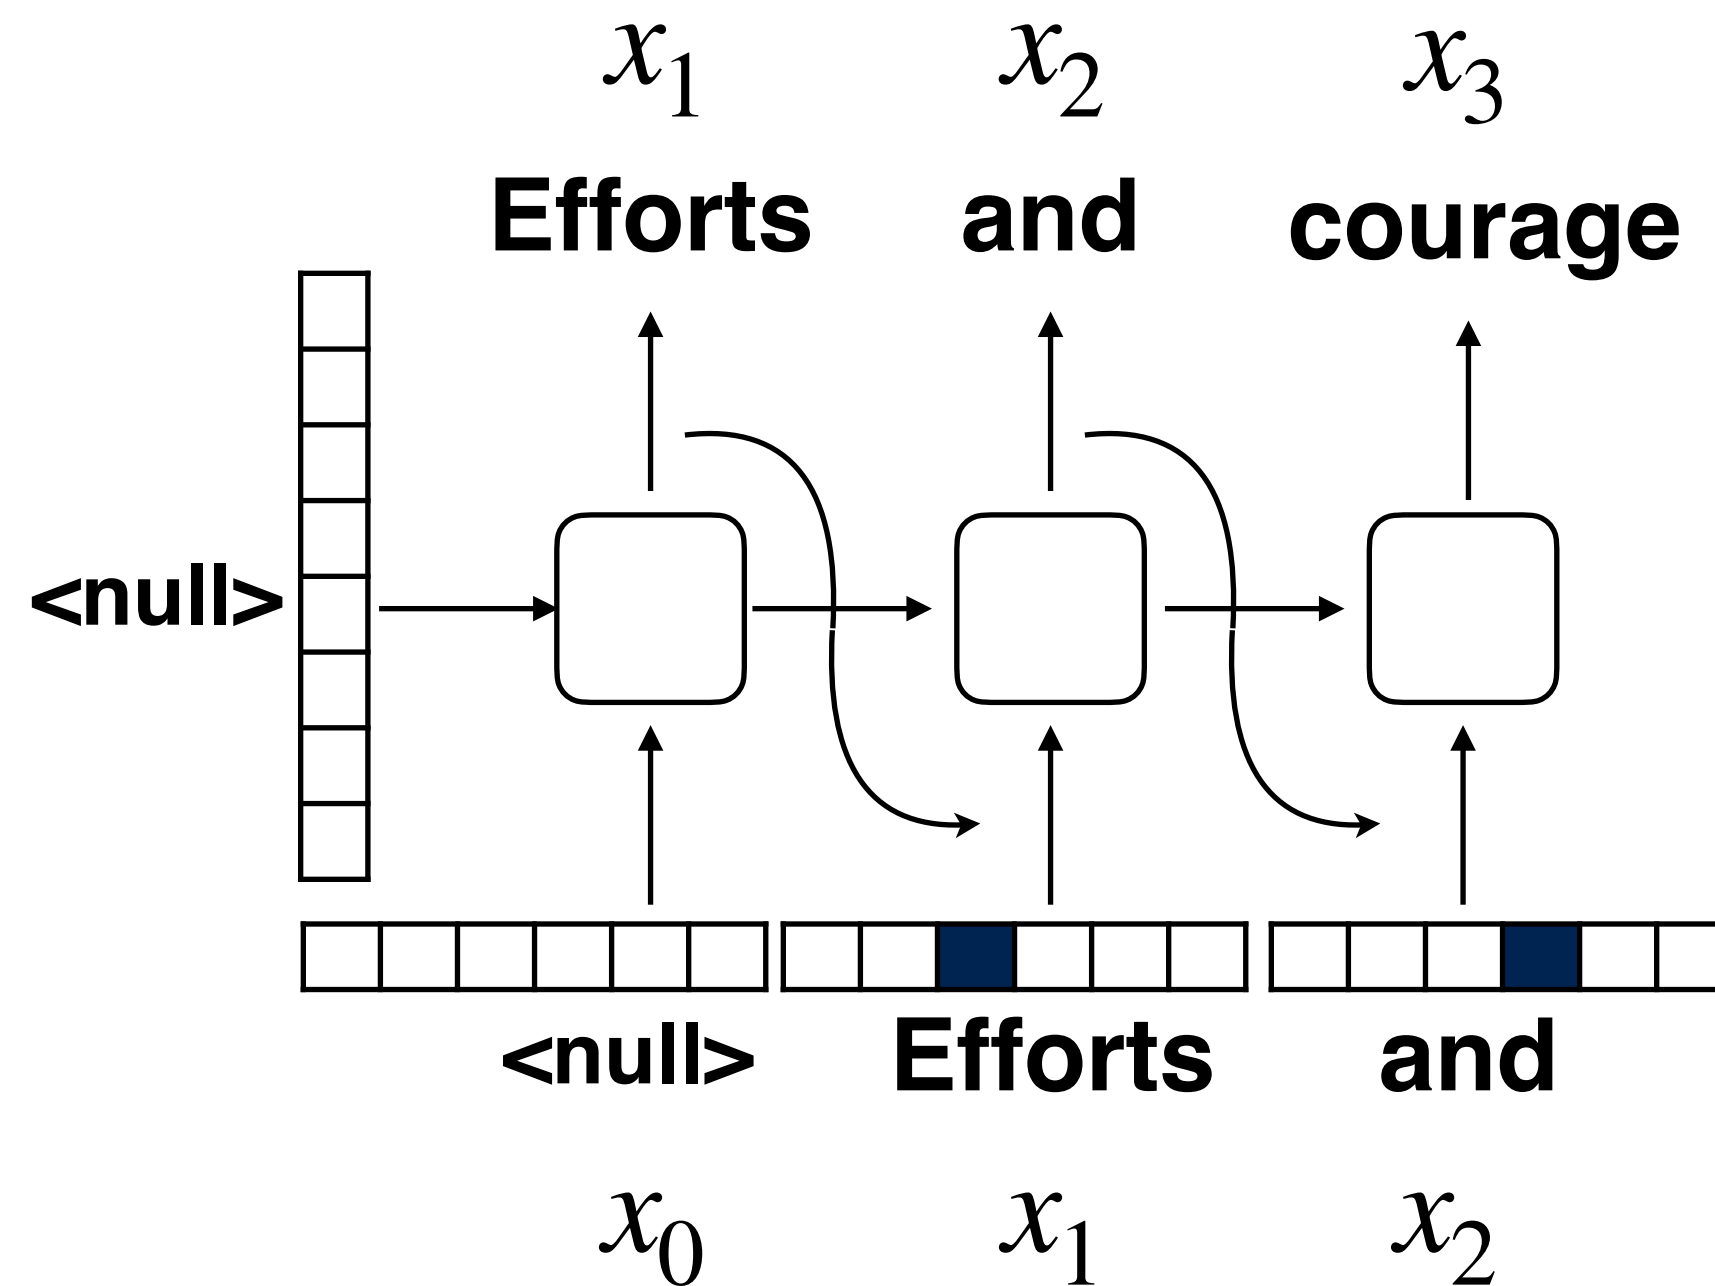 x₁ x₂ x₃
Efforts and courage
<null>
<null> Efforts and
x₀ x₁ x₂